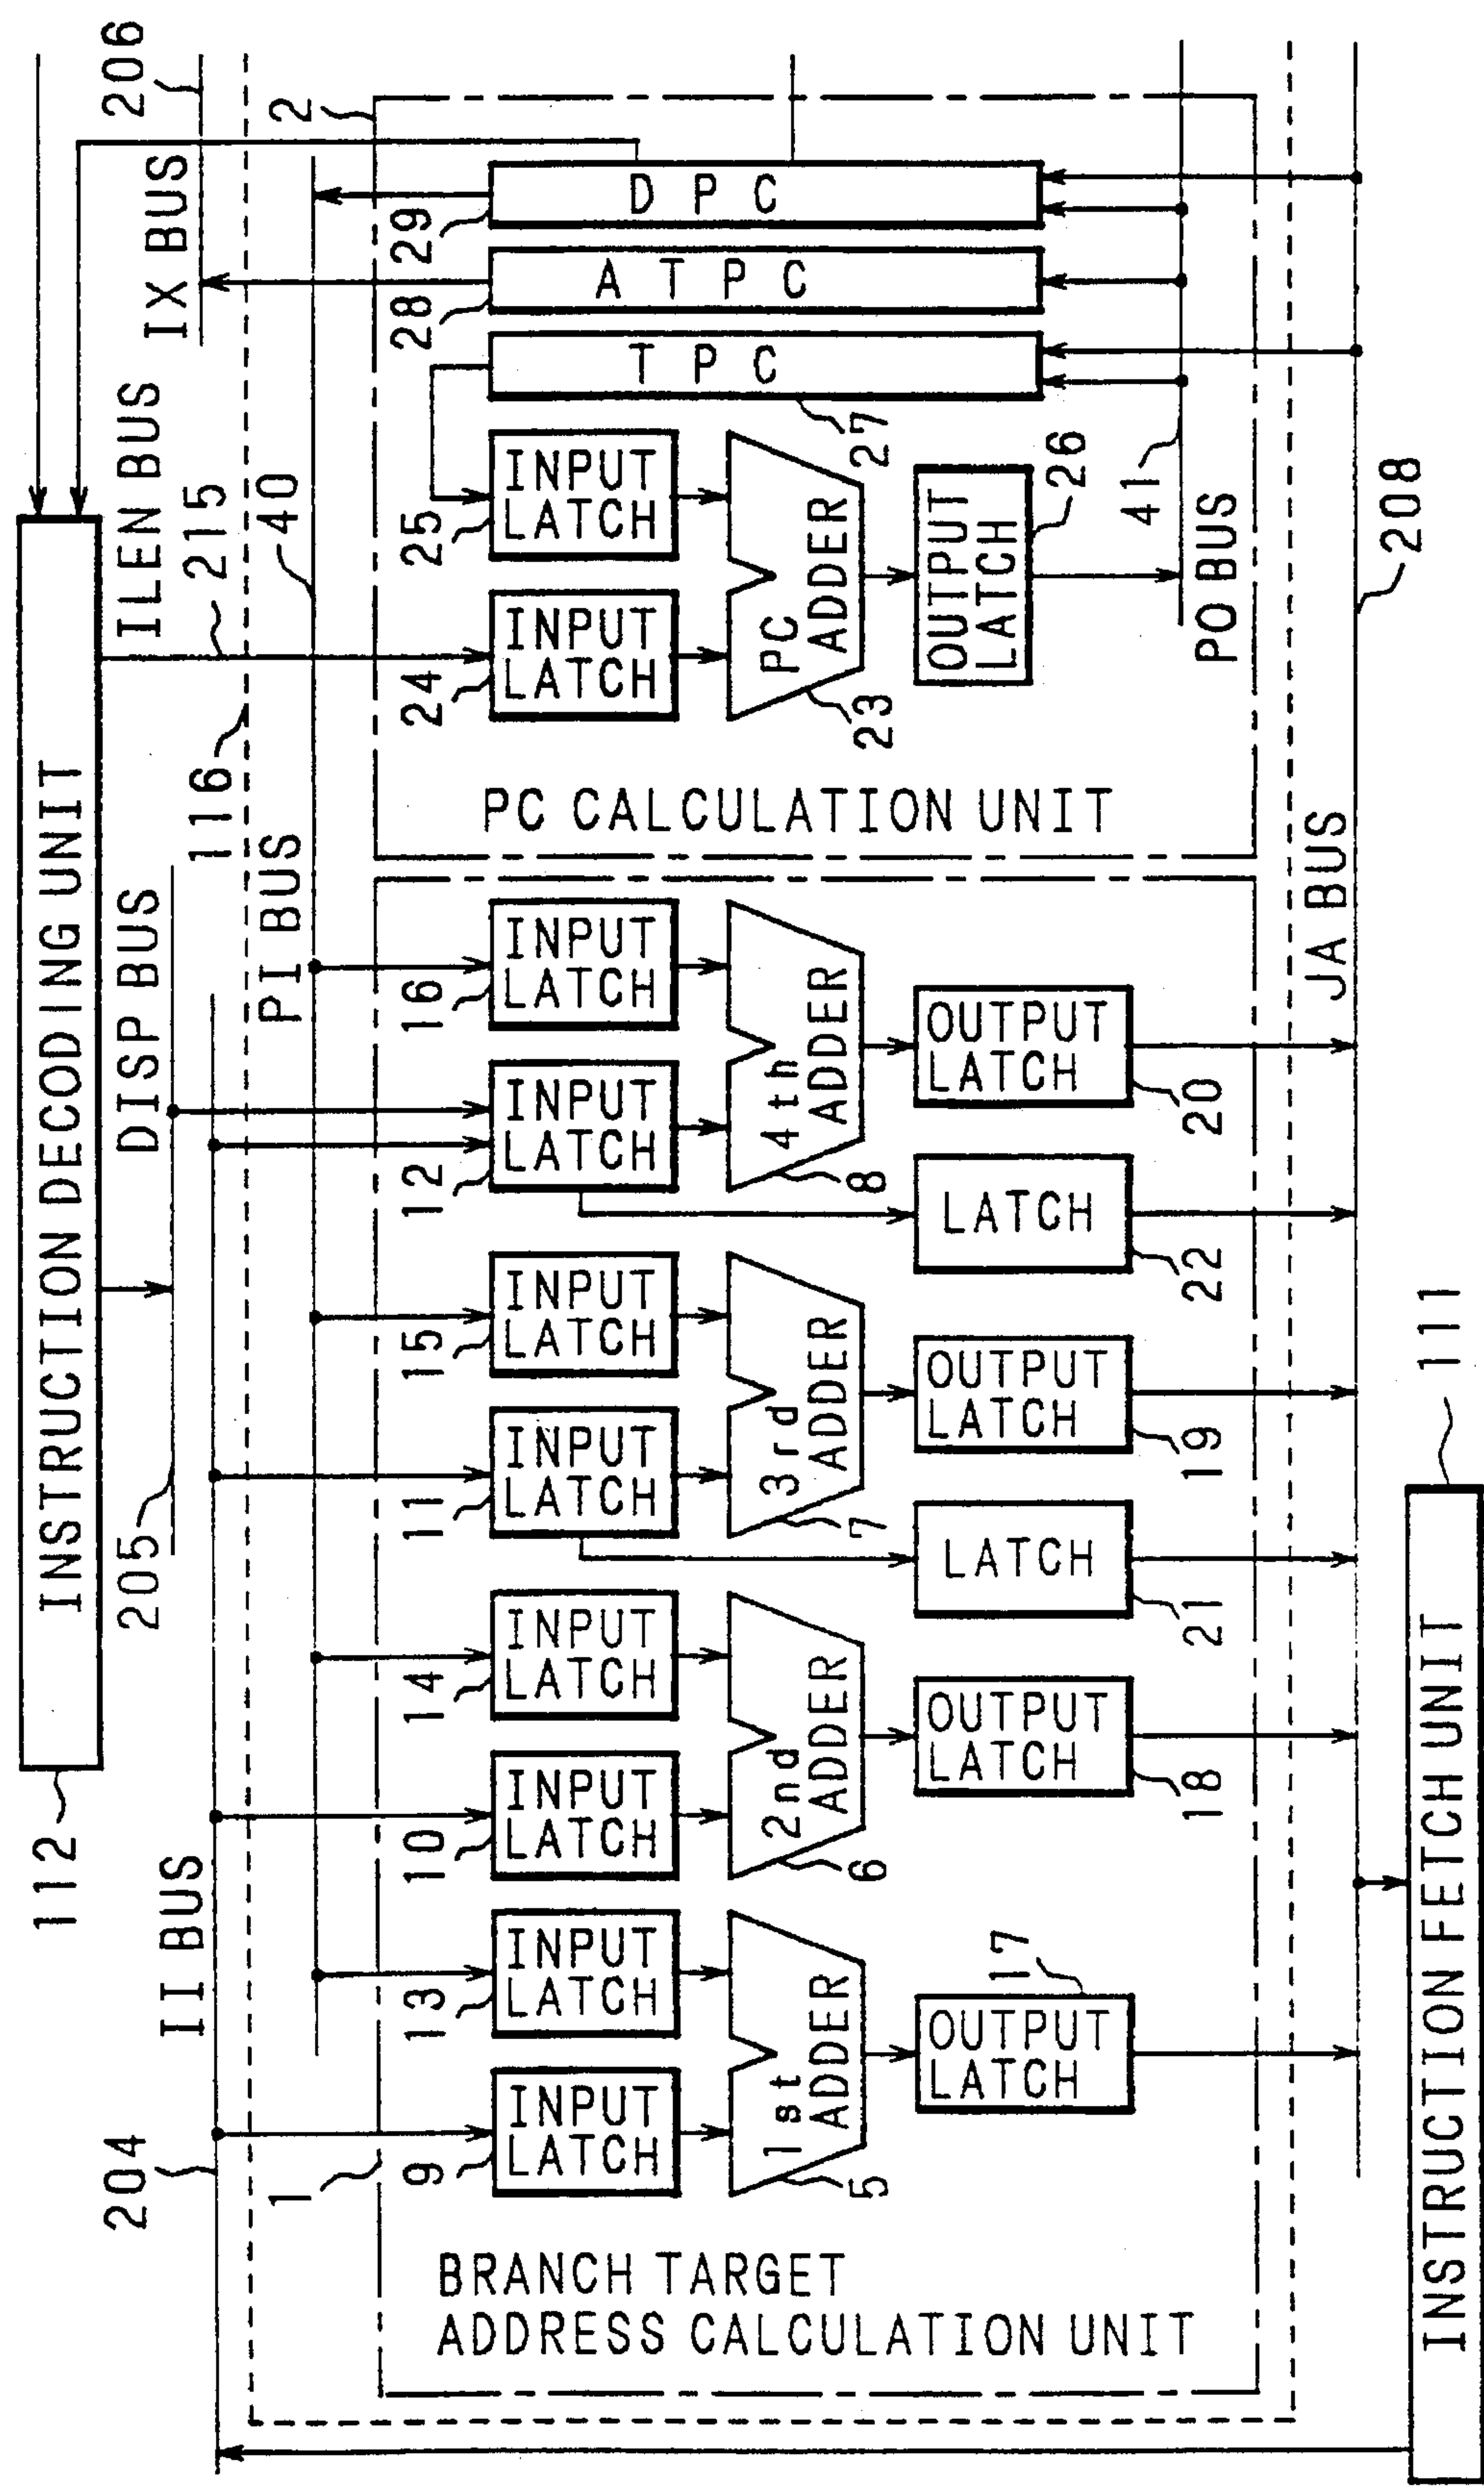 112
INSTRUCTION DECODING UNIT
II BUS
204
205
DISP BUS
116
ILEN BUS
215
IX BUS
206
PI BUS
40
1
2
9
INPUT
LATCH
13
INPUT
LATCH
10
INPUT
LATCH
14
INPUT
LATCH
11
INPUT
LATCH
15
INPUT
LATCH
12
INPUT
LATCH
16
INPUT
LATCH
24
INPUT
LATCH
25
INPUT
LATCH
28
29
BRANCH TARGET
ADDRESS CALCULATION UNIT
1st
ADDER
5
2nd
ADDER
6
3rd
ADDER
7
4th
ADDER
8
PC CALCULATION UNIT
PC
ADDER
23
TPC
27
ATPC
DPC
OUTPUT
LATCH
17
OUTPUT
LATCH
18
LATCH
21
OUTPUT
LATCH
19
LATCH
22
OUTPUT
LATCH
20
OUTPUT
LATCH
26
41
PO BUS
JA BUS
208
INSTRUCTION FETCH UNIT
111